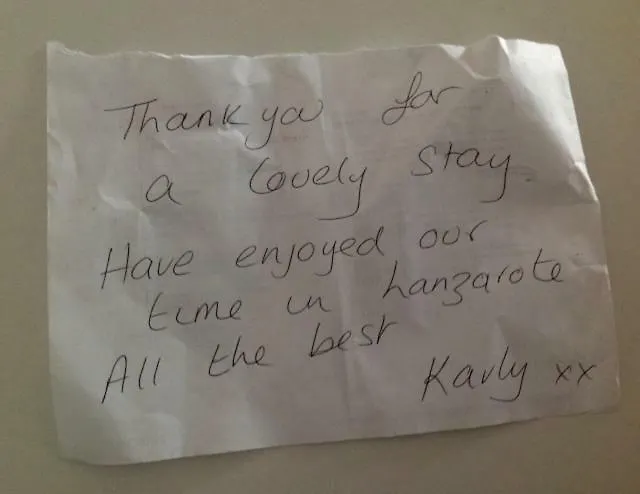 Thank you for
a lovely stay.
Have enjoyed our
time in Lanzarote
All the best
Karly xx